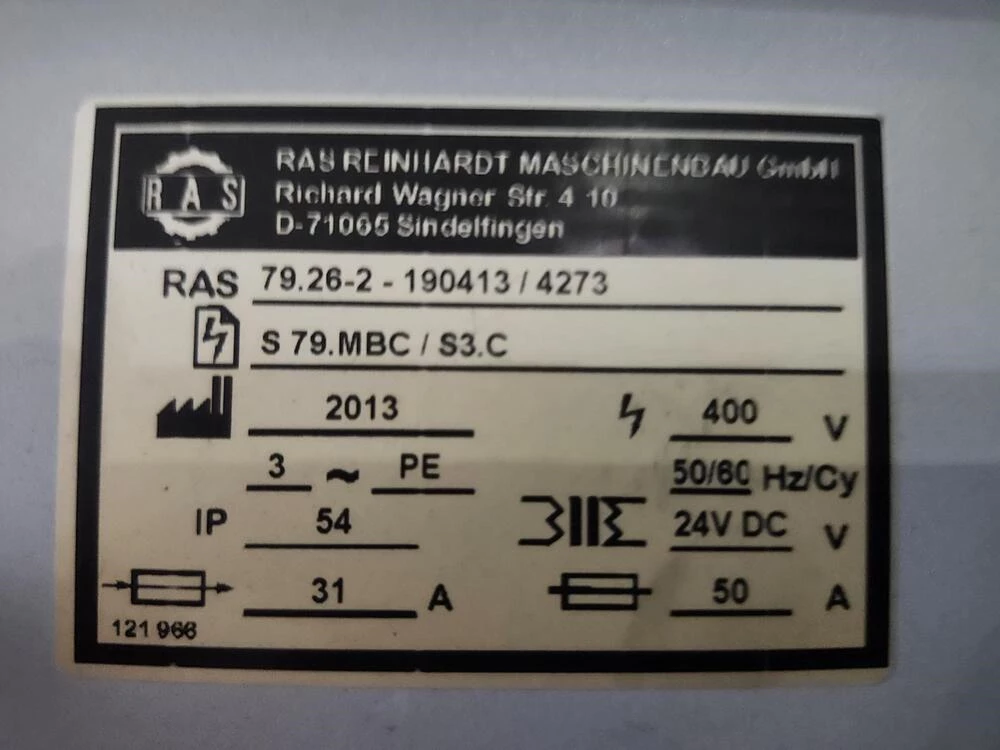 RAS
RAS REINHARDT MASCHINENBAU GmbH
Richard Wagner Str. 4 10
D-71065 Sindelfingen
RAS 79.26-2 - 190413 / 4273
S 79.MBC / S3.C
2013 400 V
3 ~ PE 50/60 Hz/Cy
IP 54 24V DC V
31 A 50 A
121 966